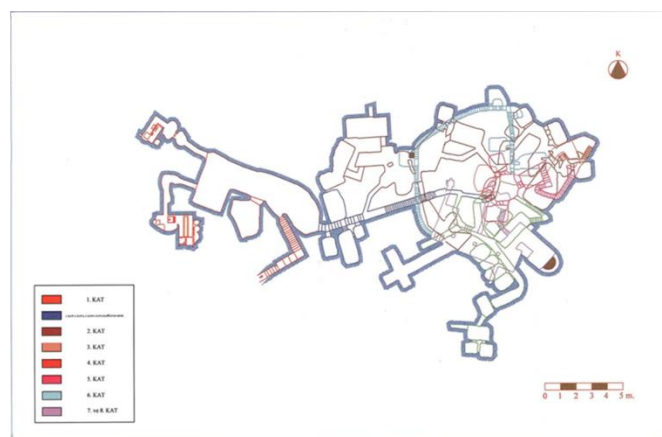 K
1. KAT
2. KAT
3. KAT
4. KAT
5. KAT
6. KAT
7. ve 8. KAT
0 1 2 3 4 5 m.